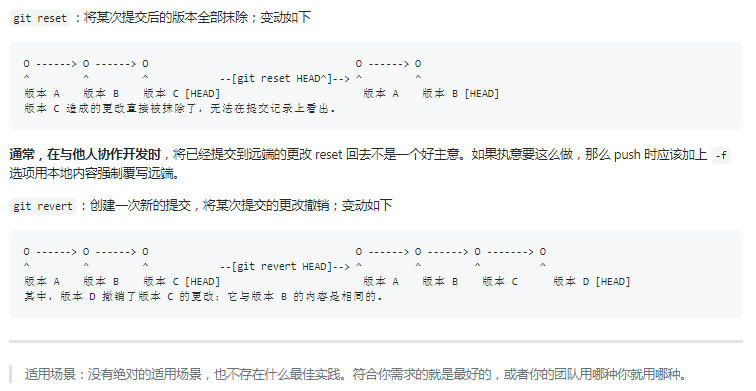 git reset ：将某次提交后的版本全部抹除；变动如下
O ------> O ------> O                                   O ------> O
^         ^         ^            --[git reset HEAD^]--> ^         ^
版本 A    版本 B    版本 C [HEAD]                        版本 A    版本 B [HEAD]
版本 C 造成的更改直接被抹除了，无法在提交记录上看出。
通常，在与他人协作开发时，将已经提交到远端的更改 reset 回去不是一个好主意。如果执意要这么做，那么 push 时应该加上 -f
选项用本地内容强制覆写远端。
git revert ：创建一次新的提交，将某次提交的更改撤销；变动如下
O ------> O ------> O                                   O ------> O ------> O -------> O
^         ^         ^            --[git revert HEAD]--> ^         ^         ^          ^
版本 A    版本 B    版本 C [HEAD]                        版本 A    版本 B    版本 C      版本 D [HEAD]
其中，版本 D 撤销了版本 C 的更改；它与版本 B 的内容是相同的。
适用场景：没有绝对的适用场景，也不存在什么最佳实践。符合你需求的就是最好的，或者你的团队用哪种你就用哪种。